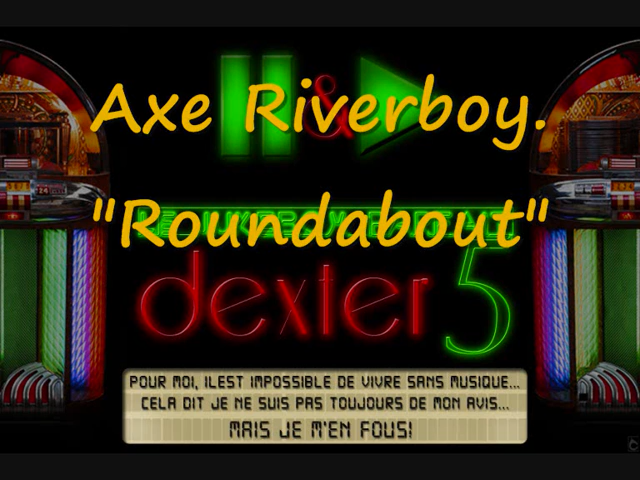 Axe Riverboy.
&
"Roundabout"
dexter 5
POUR MOI, ILEST IMPOSSIBLE DE VIVRE SANS MUSIQUE...
CELA DIT JE NE SUIS PAS TOUJOURS DE MON AVIS...
MAIS JE M'EN FOUS!